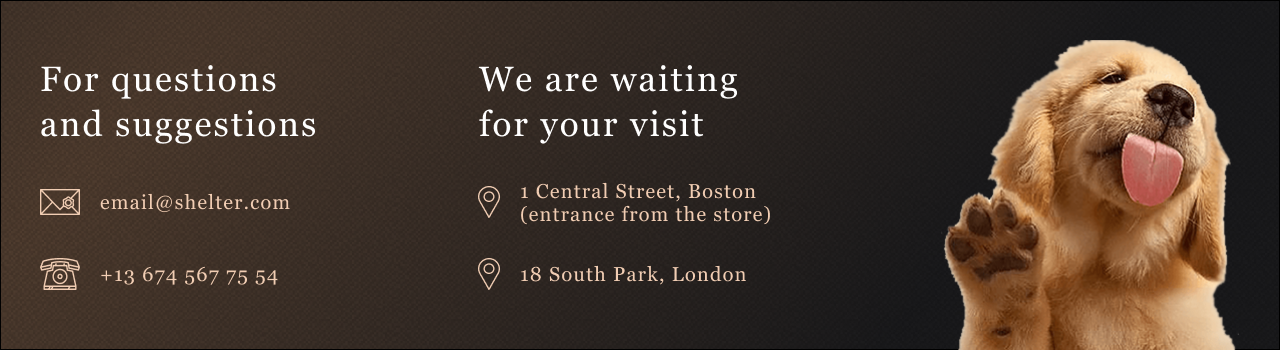 For questions
and suggestions
email@shelter.com
+13 674 567 75 54
We are waiting
for your visit
1 Central Street, Boston
(entrance from the store)
18 South Park, London